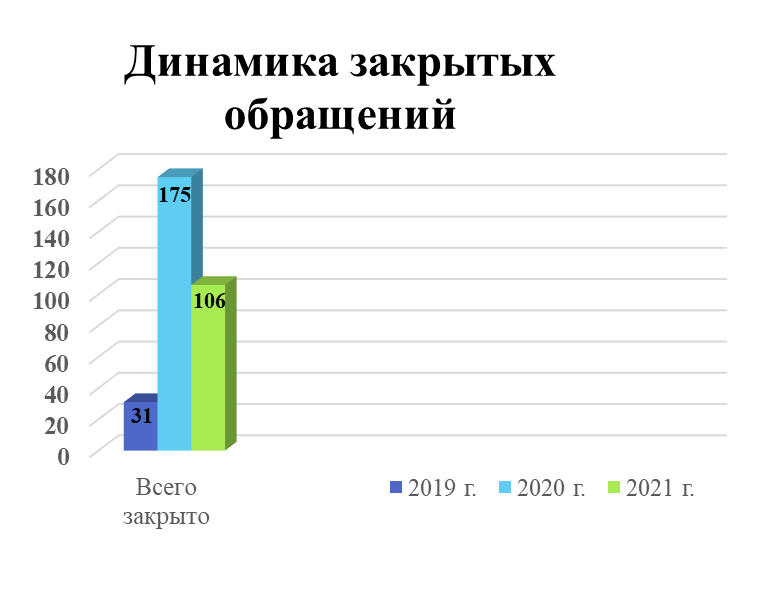 Динамика закрытых
обращений
180
160
140
120
100
80
60
40
20
0
175
106
31
Всего
закрыто
2019 г.
2020 г.
2021 г.